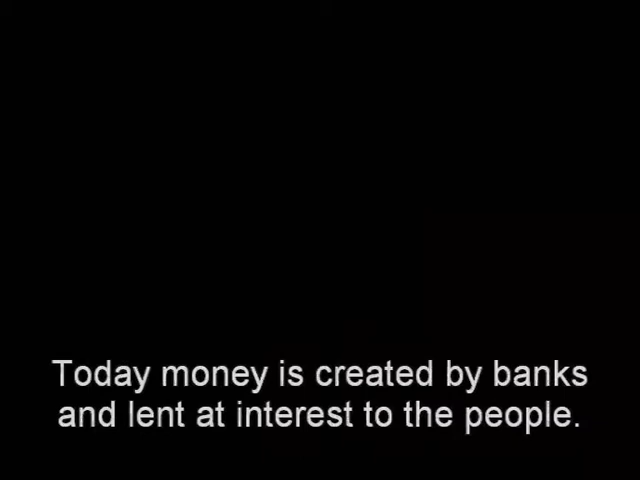 Today money is created by banks
and lent at interest to the people.